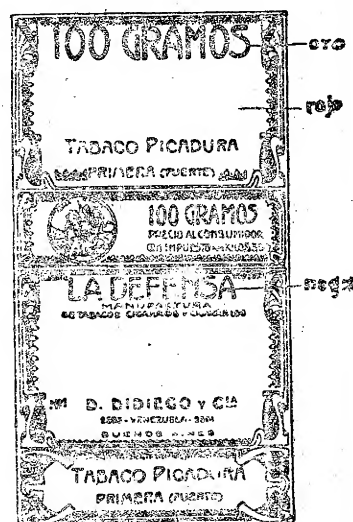 100 GRAMOS
oro
rojo
TABACO PICADURA
PRIMERA (FUERTE)
100 GRAMOS
PRECIO AL CONSUMIDOR
LA DEFENSA
negro
MANUFACTURA
DE TABACOS CIGARROS Y CIGARRILLOS
D. DIDIEGO Y CIA
VENEZUELA
BUENOS AIRES
TABACO PICADURA
PRIMERA (FUERTE)